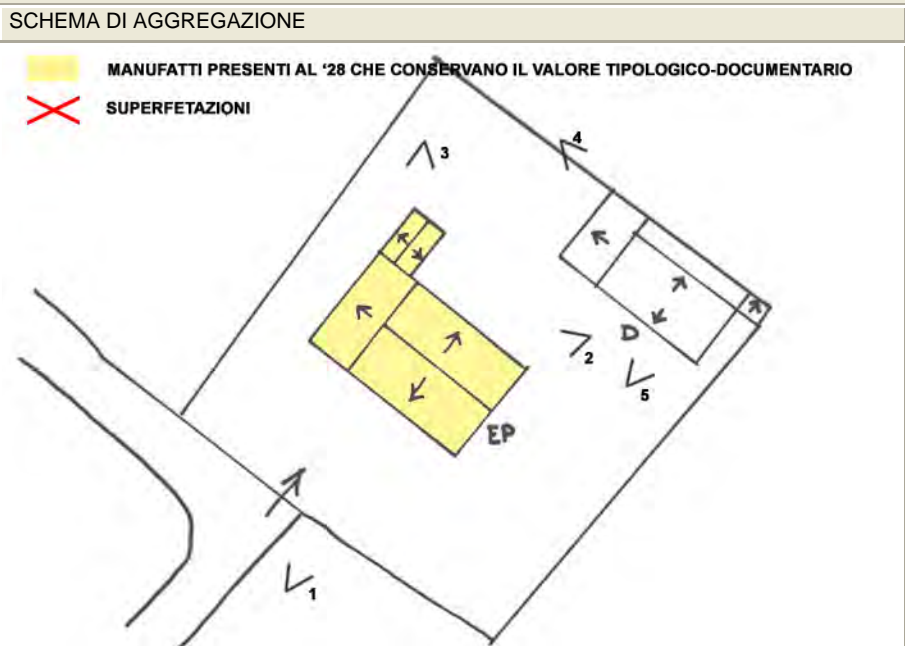 SCHEMA DI AGGREGAZIONE
MANUFATTI PRESENTI AL ‘28 CHE CONSERVANO IL VALORE TIPOLOGICO-DOCUMENTARIO
SUPERFETAZIONI
4
3
D
2
5
EP
1